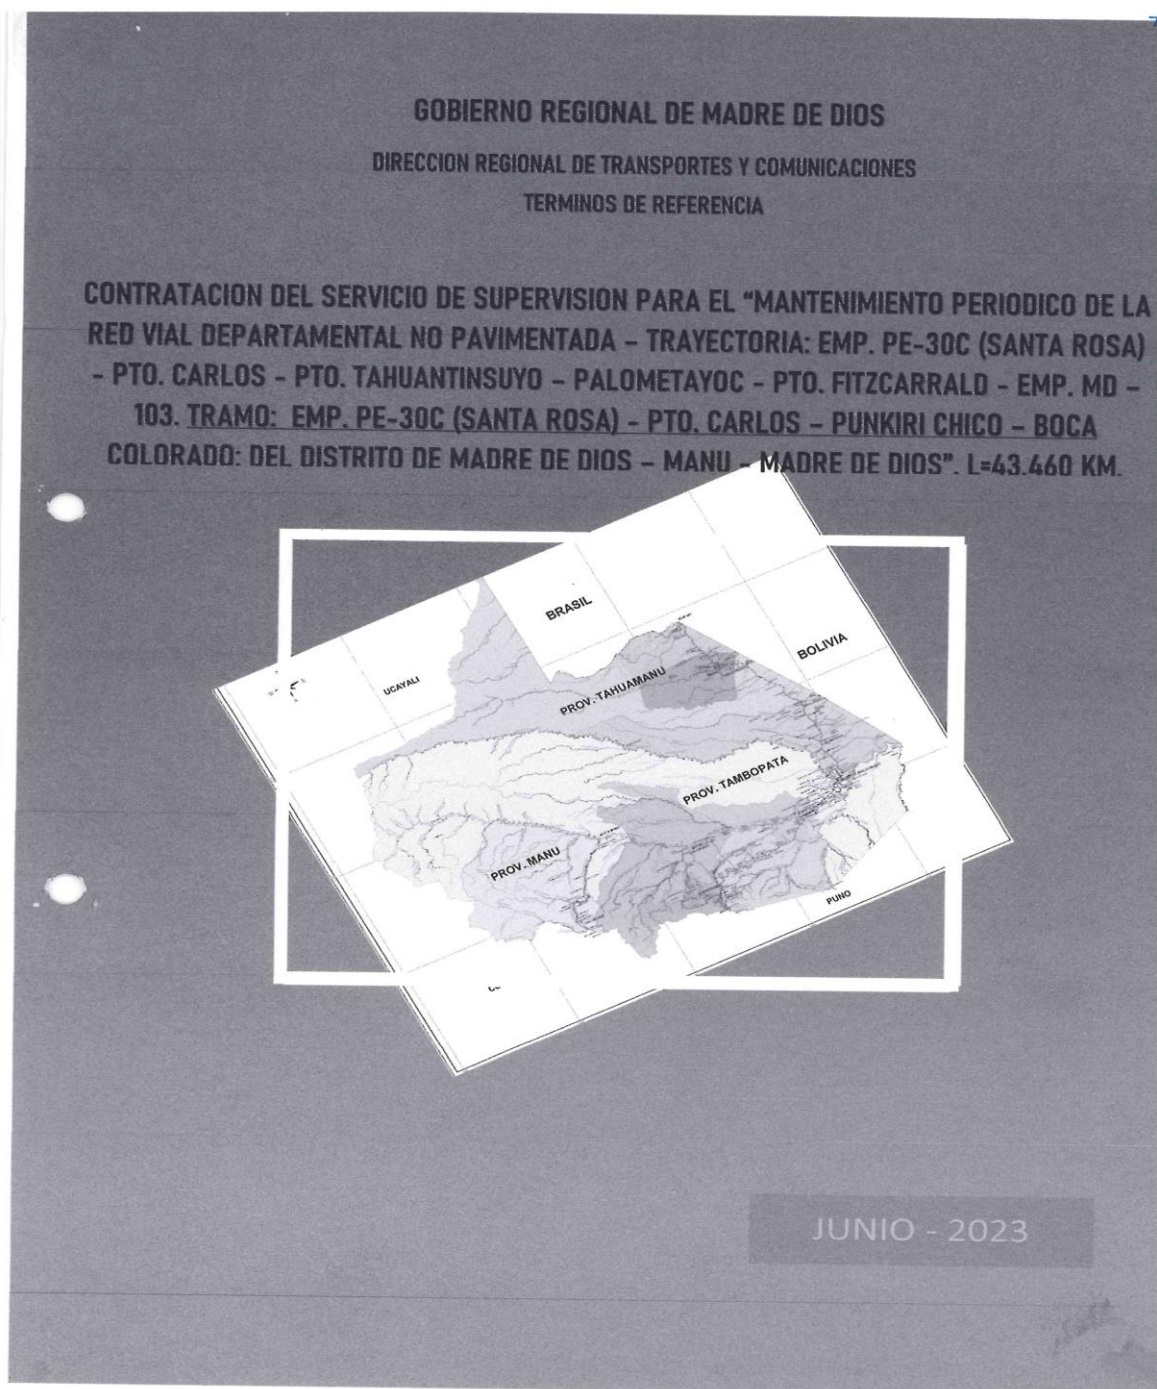 GOBIERNO REGIONAL DE MADRE DE DIOS
DIRECCION REGIONAL DE TRANSPORTES Y COMUNICACIONES
TERMINOS DE REFERENCIA
CONTRATACION DEL SERVICIO DE SUPERVISION PARA EL “MANTENIMIENTO PERIODICO DE LA
RED VIAL DEPARTAMENTAL NO PAVIMENTADA – TRAYECTORIA: EMP. PE-30C (SANTA ROSA)
- PTO. CARLOS - PTO. TAHUANTINSUYO – PALOMETAYOC - PTO. FITZCARRALD - EMP. MD –
103. TRAMO: EMP. PE-30C (SANTA ROSA) - PTO. CARLOS – PUNKIRI CHICO – BOCA
COLORADO: DEL DISTRITO DE MADRE DE DIOS – MANU – MADRE DE DIOS”. L=43.460 KM.
BRASIL
BOLIVIA
UCAYALI
PROV. TAHUAMANU
PROV. TAMBOPATA
PROV. MANU
PUNO
JUNIO - 2023